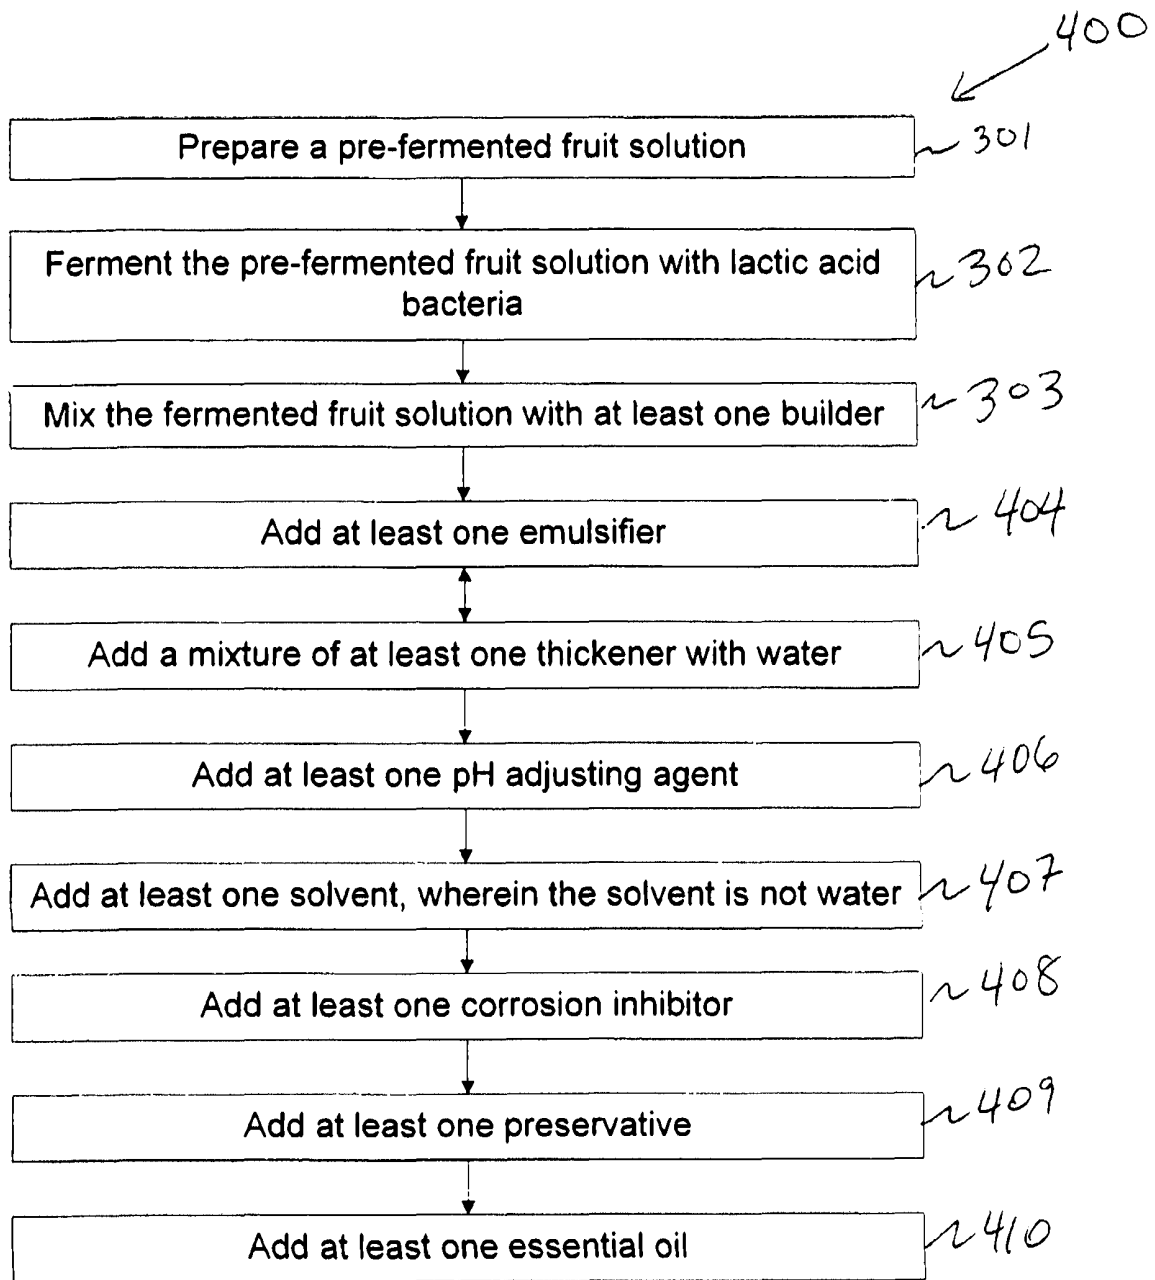 400
Prepare a pre-fermented fruit solution
301
Ferment the pre-fermented fruit solution with lactic acid
bacteria
302
Mix the fermented fruit solution with at least one builder
303
Add at least one emulsifier
404
Add a mixture of at least one thickener with water
405
Add at least one pH adjusting agent
406
Add at least one solvent, wherein the solvent is not water
407
Add at least one corrosion inhibitor
408
Add at least one preservative
409
Add at least one essential oil
410